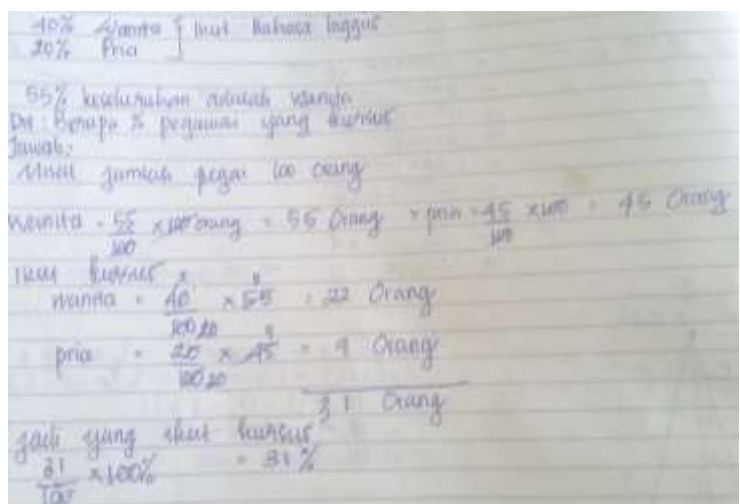 40% Wanita } Ikut Bahasa Inggris
20% Pria
55% keseluruhan adalah wanita
Dit : Berapa % pegawai yang kursus
Jawab:
Misal jumlah pegai 100 orang
wanita = 55/100 x 100 orang = 55 Orang pria = 45/100 x 100 = 45 Orang
Ikut kursus
wanita = 40/100 x 55 = 22 Orang
pria = 20/100 x 45 = 9 Orang
31 Orang
jadi yang ikut kursus
31/100 x 100% = 31%